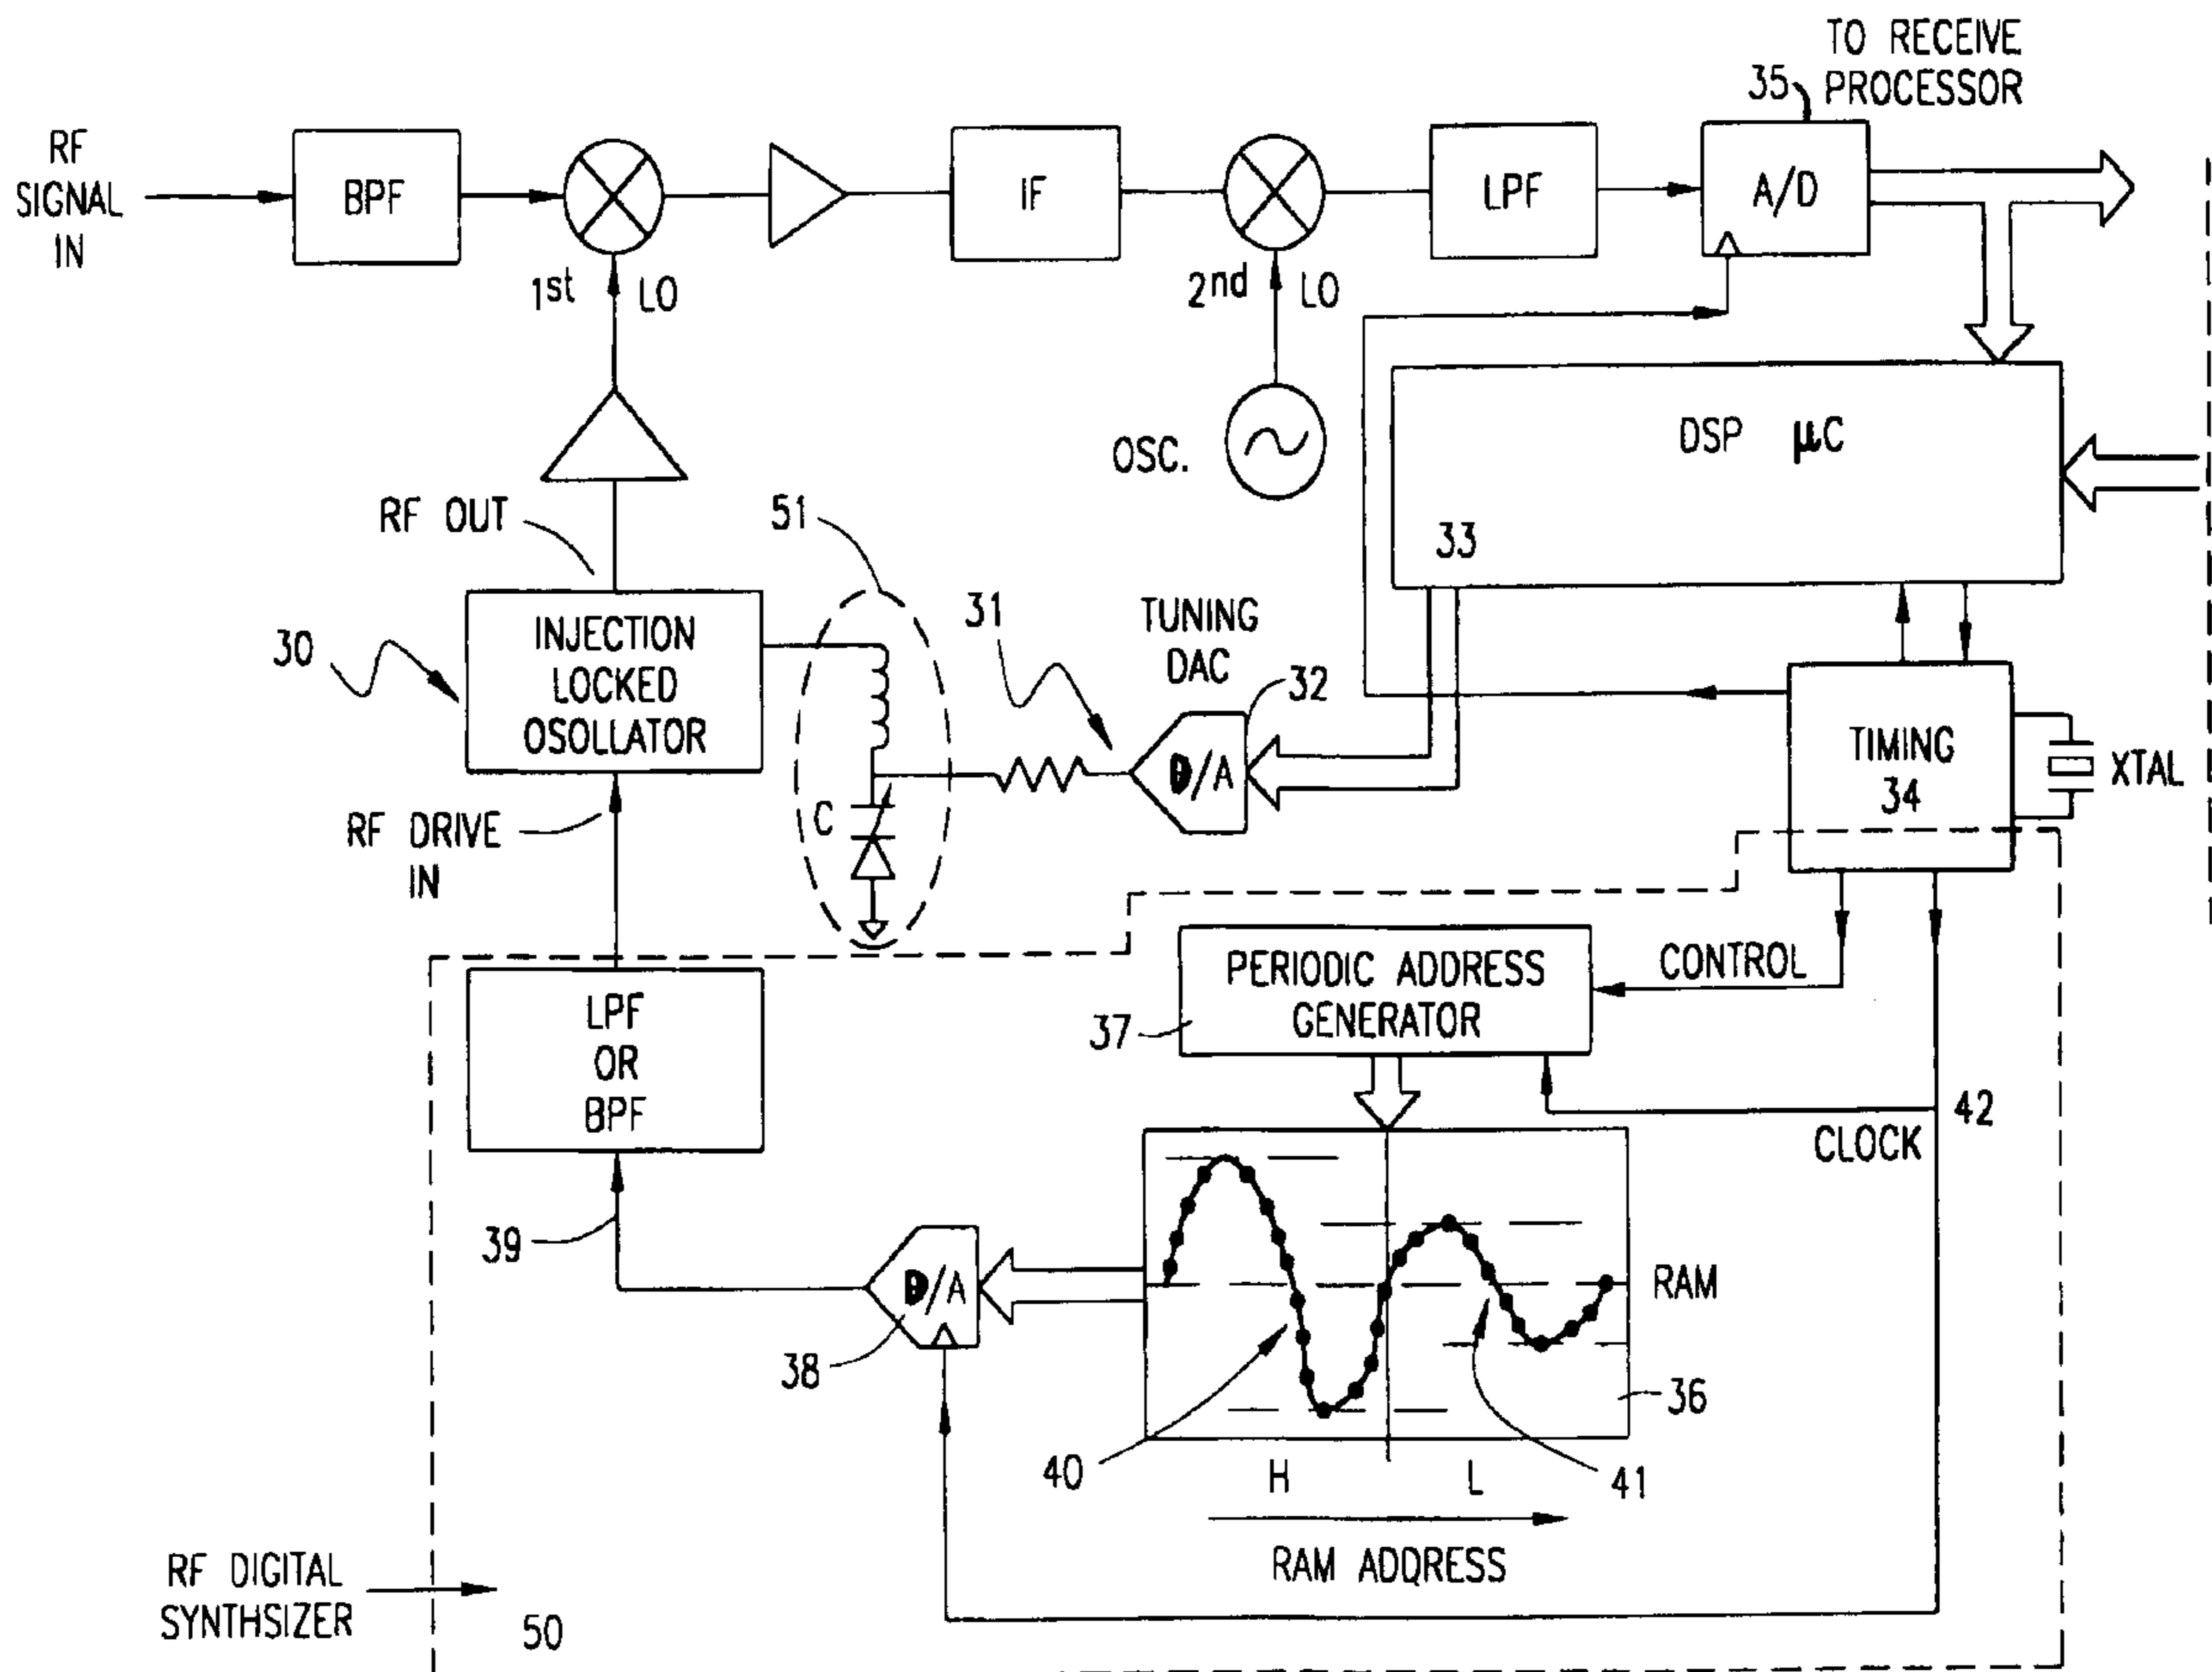 TO RECEIVE
PROCESSOR
35
RF
SIGNAL
IN
BPF
IF
LPF
A/D
1st LO
2nd LO
OSC.
DSP μC
33
RF OUT
51
31
TUNING
DAC
32
30
INJECTION
LOCKED
OSOLLATOR
D/A
TIMING
34
XTAL
C
RF DRIVE
IN
PERIODIC ADDRESS
GENERATOR
37
CONTROL
LPF
OR
BPF
42
CLOCK
39
D/A
38
RAM
36
40
H
L
41
RAM ADDRESS
RF DIGITAL
SYNTHSIZER
50